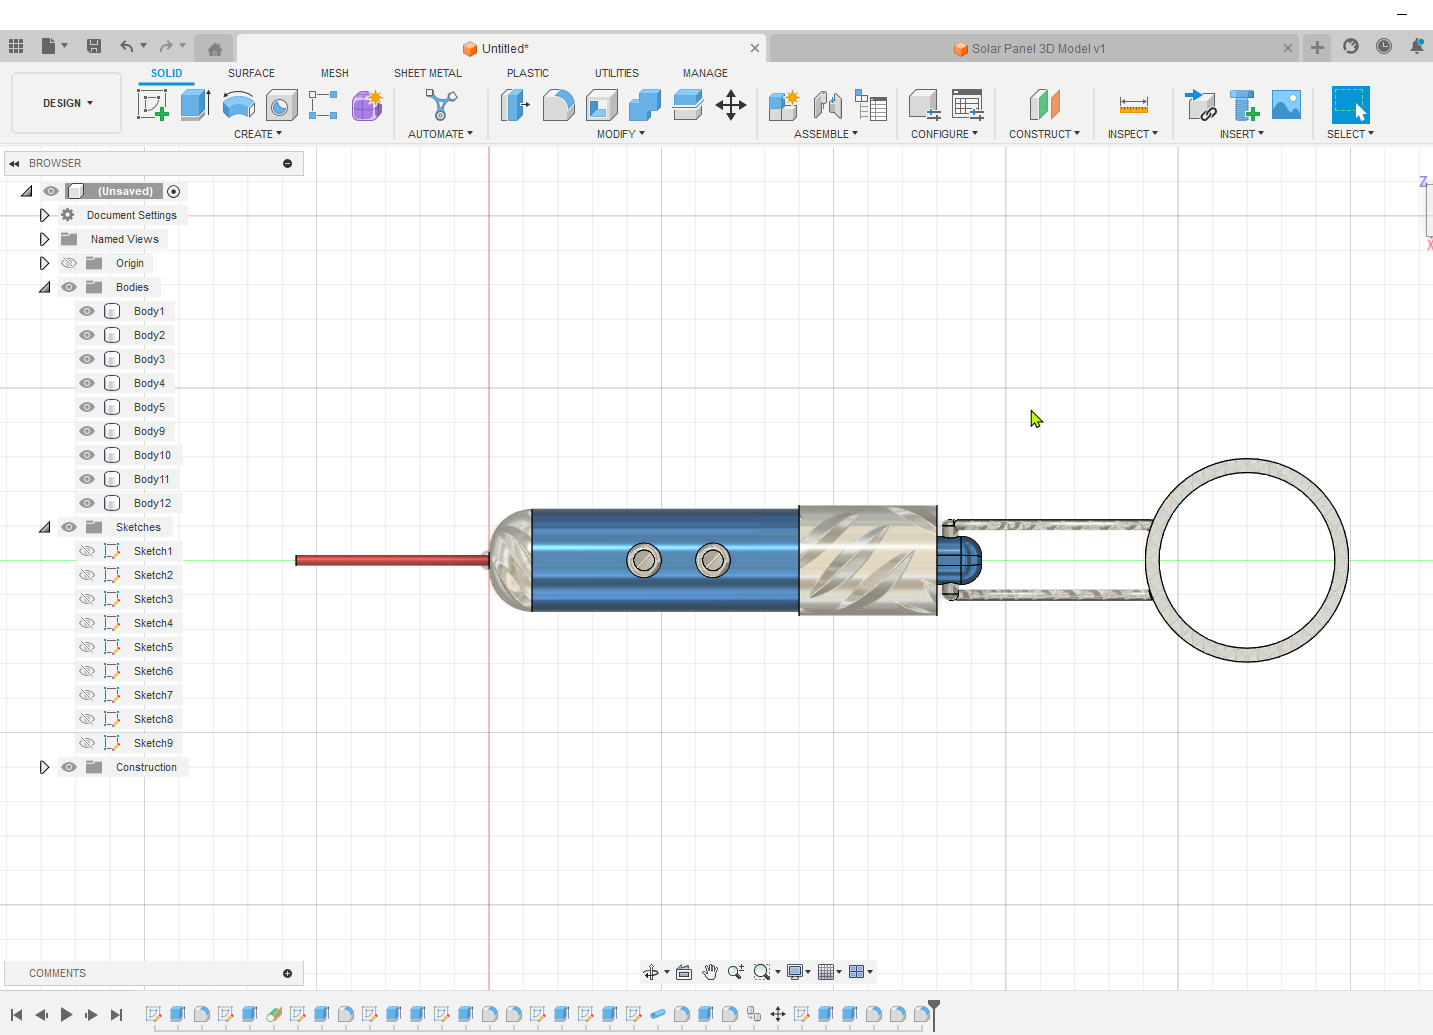 Untitled*
Solar Panel 3D Model v1
DESIGN
SOLID
SURFACE
MESH
SHEET METAL
PLASTIC
UTILITIES
MANAGE
CREATE
AUTOMATE
MODIFY
ASSEMBLE
CONFIGURE
CONSTRUCT
INSPECT
INSERT
SELECT
BROWSER
(Unsaved)
Document Settings
Named Views
Origin
Bodies
Body1
Body2
Body3
Body4
Body5
Body9
Body10
Body11
Body12
Sketches
Sketch1
Sketch2
Sketch3
Sketch4
Sketch5
Sketch6
Sketch7
Sketch8
Sketch9
Construction
Z
X
COMMENTS